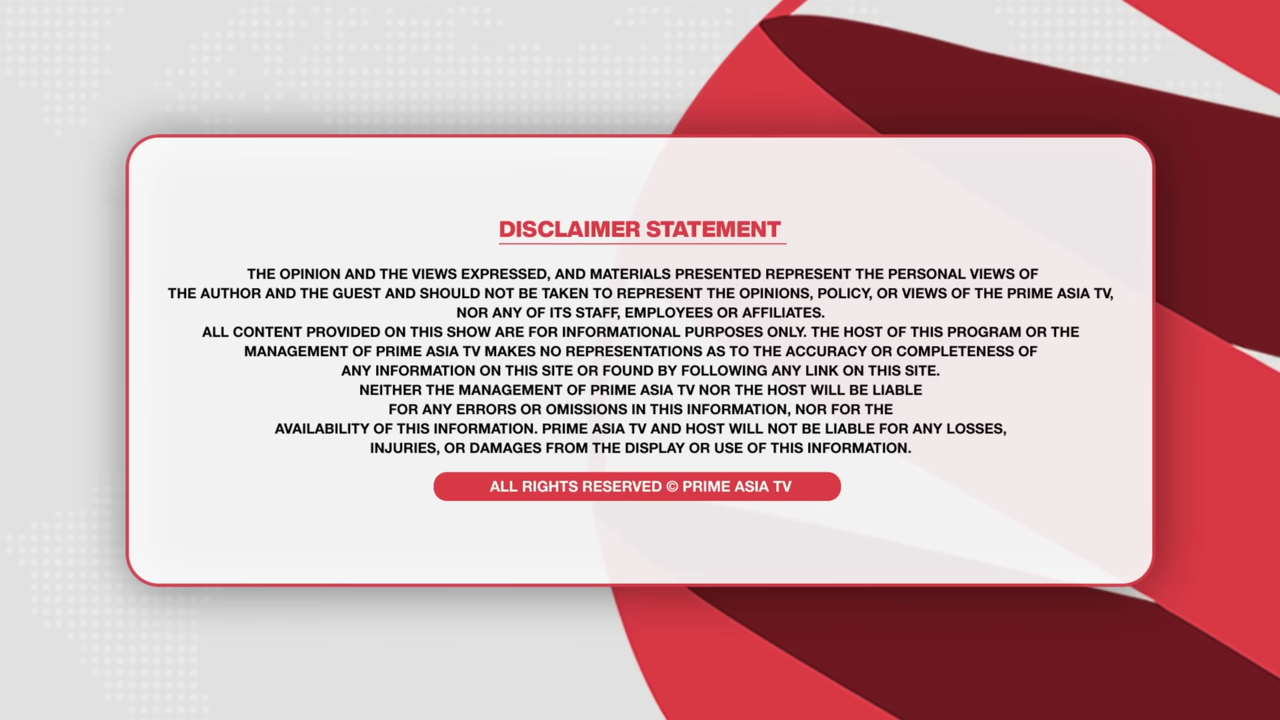 DISCLAIMER STATEMENT
THE OPINION AND THE VIEWS EXPRESSED, AND MATERIALS PRESENTED REPRESENT THE PERSONAL VIEWS OF
THE AUTHOR AND THE GUEST AND SHOULD NOT BE TAKEN TO REPRESENT THE OPINIONS, POLICY, OR VIEWS OF THE PRIME ASIA TV,
NOR ANY OF ITS STAFF, EMPLOYEES OR AFFILIATES.
ALL CONTENT PROVIDED ON THIS SHOW ARE FOR INFORMATIONAL PURPOSES ONLY. THE HOST OF THIS PROGRAM OR THE
MANAGEMENT OF PRIME ASIA TV MAKES NO REPRESENTATIONS AS TO THE ACCURACY OR COMPLETENESS OF
ANY INFORMATION ON THIS SITE OR FOUND BY FOLLOWING ANY LINK ON THIS SITE.
NEITHER THE MANAGEMENT OF PRIME ASIA TV NOR THE HOST WILL BE LIABLE
FOR ANY ERRORS OR OMISSIONS IN THIS INFORMATION, NOR FOR THE
AVAILABILITY OF THIS INFORMATION. PRIME ASIA TV AND HOST WILL NOT BE LIABLE FOR ANY LOSSES,
INJURIES, OR DAMAGES FROM THE DISPLAY OR USE OF THIS INFORMATION.
ALL RIGHTS RESERVED © PRIME ASIA TV